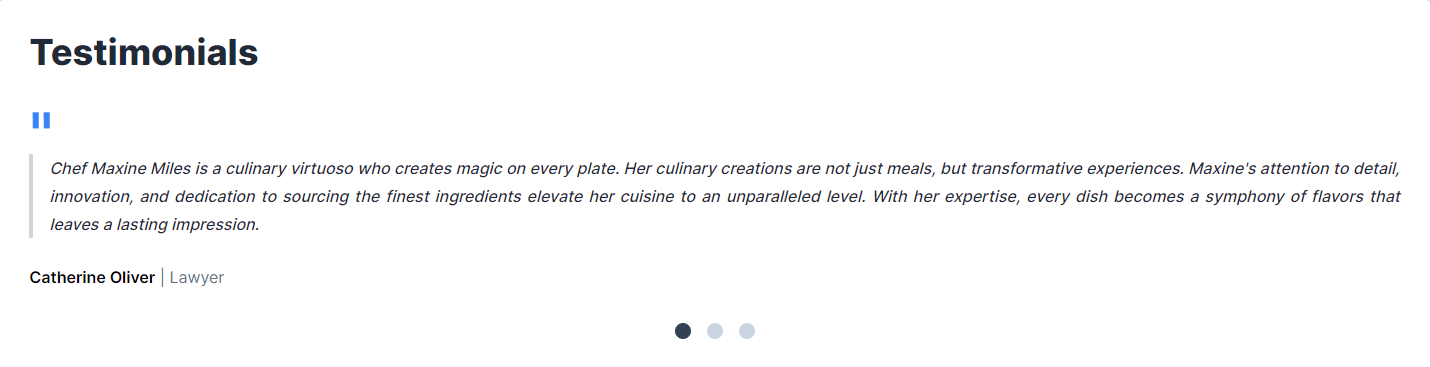 Testimonials
"
Chef Maxine Miles is a culinary virtuoso who creates magic on every plate. Her culinary creations are not just meals, but transformative experiences. Maxine's attention to detail,
innovation, and dedication to sourcing the finest ingredients elevate her cuisine to an unparalleled level. With her expertise, every dish becomes a symphony of flavors that
leaves a lasting impression.
Catherine Oliver | Lawyer